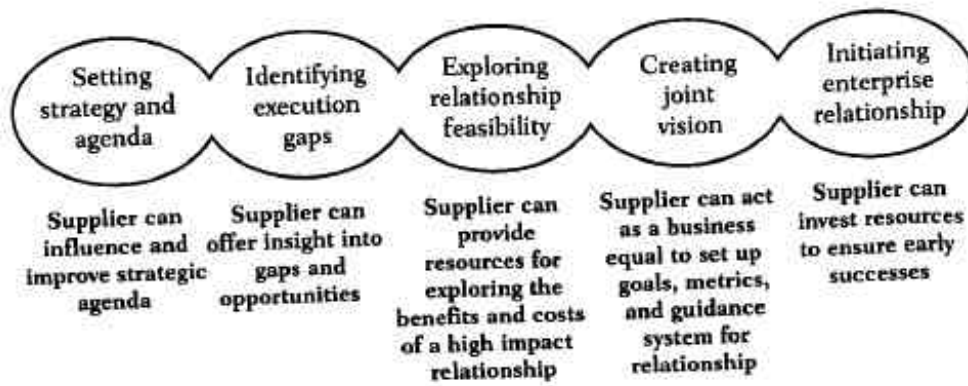 Setting
strategy and
agenda
Identifying
execution
gaps
Exploring
relationship
feasibility
Creating
joint
vision
Initiating
enterprise
relationship
Supplier can
influence and
improve strategic
agenda
Supplier can
offer insight into
gaps and
opportunities
Supplier can
provide
resources for
exploring the
benefits and costs
of a high impact
relationship
Supplier can act
as a business
equal to set up
goals, metrics,
and guidance
system for
relationship
Supplier can
invest resources
to ensure early
successes